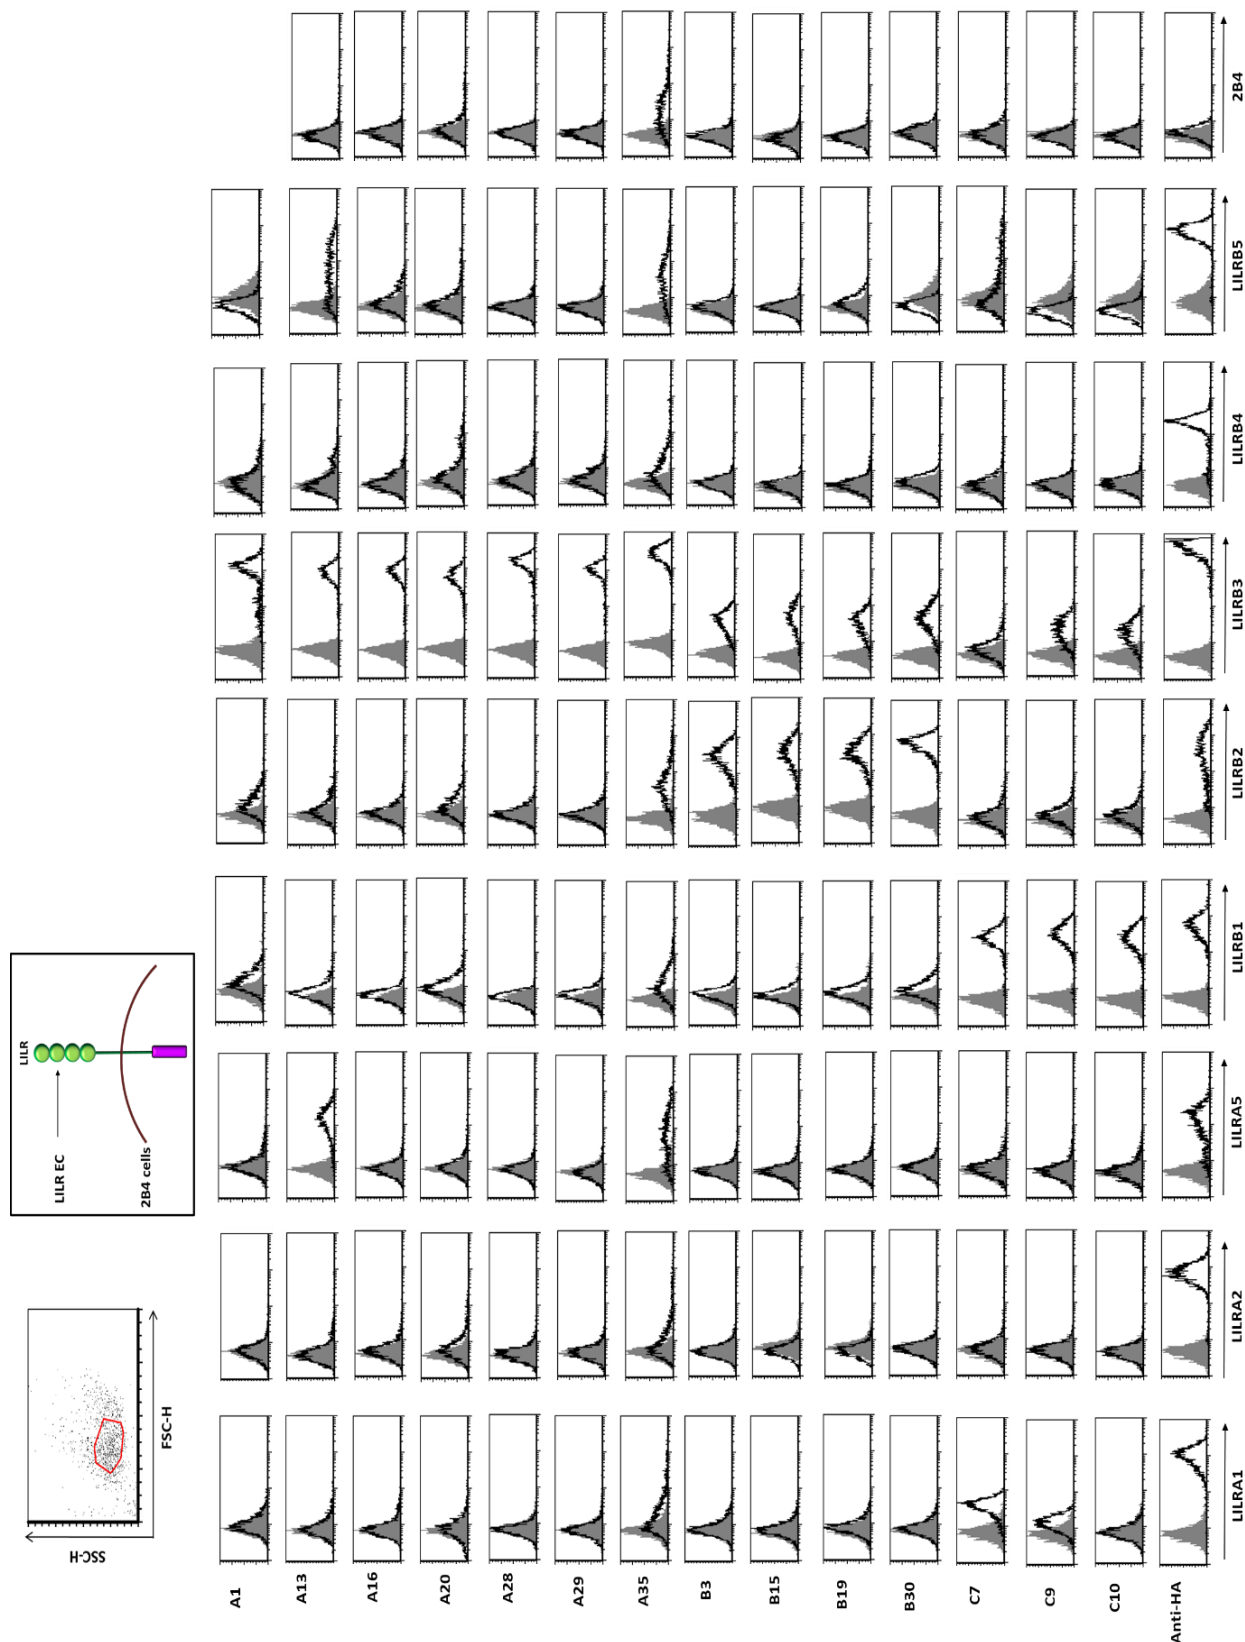 SSC-H
FSC-H
LILR
LILR EC
2B4 cells
A1
A13
A16
A20
A28
A29
A35
B3
B15
B19
B30
C7
C9
C10
Anti-HA
LILRA1
LILRA2
LILRA5
LILRB1
LILRB2
LILRB3
LILRB4
LILRB5
2B4